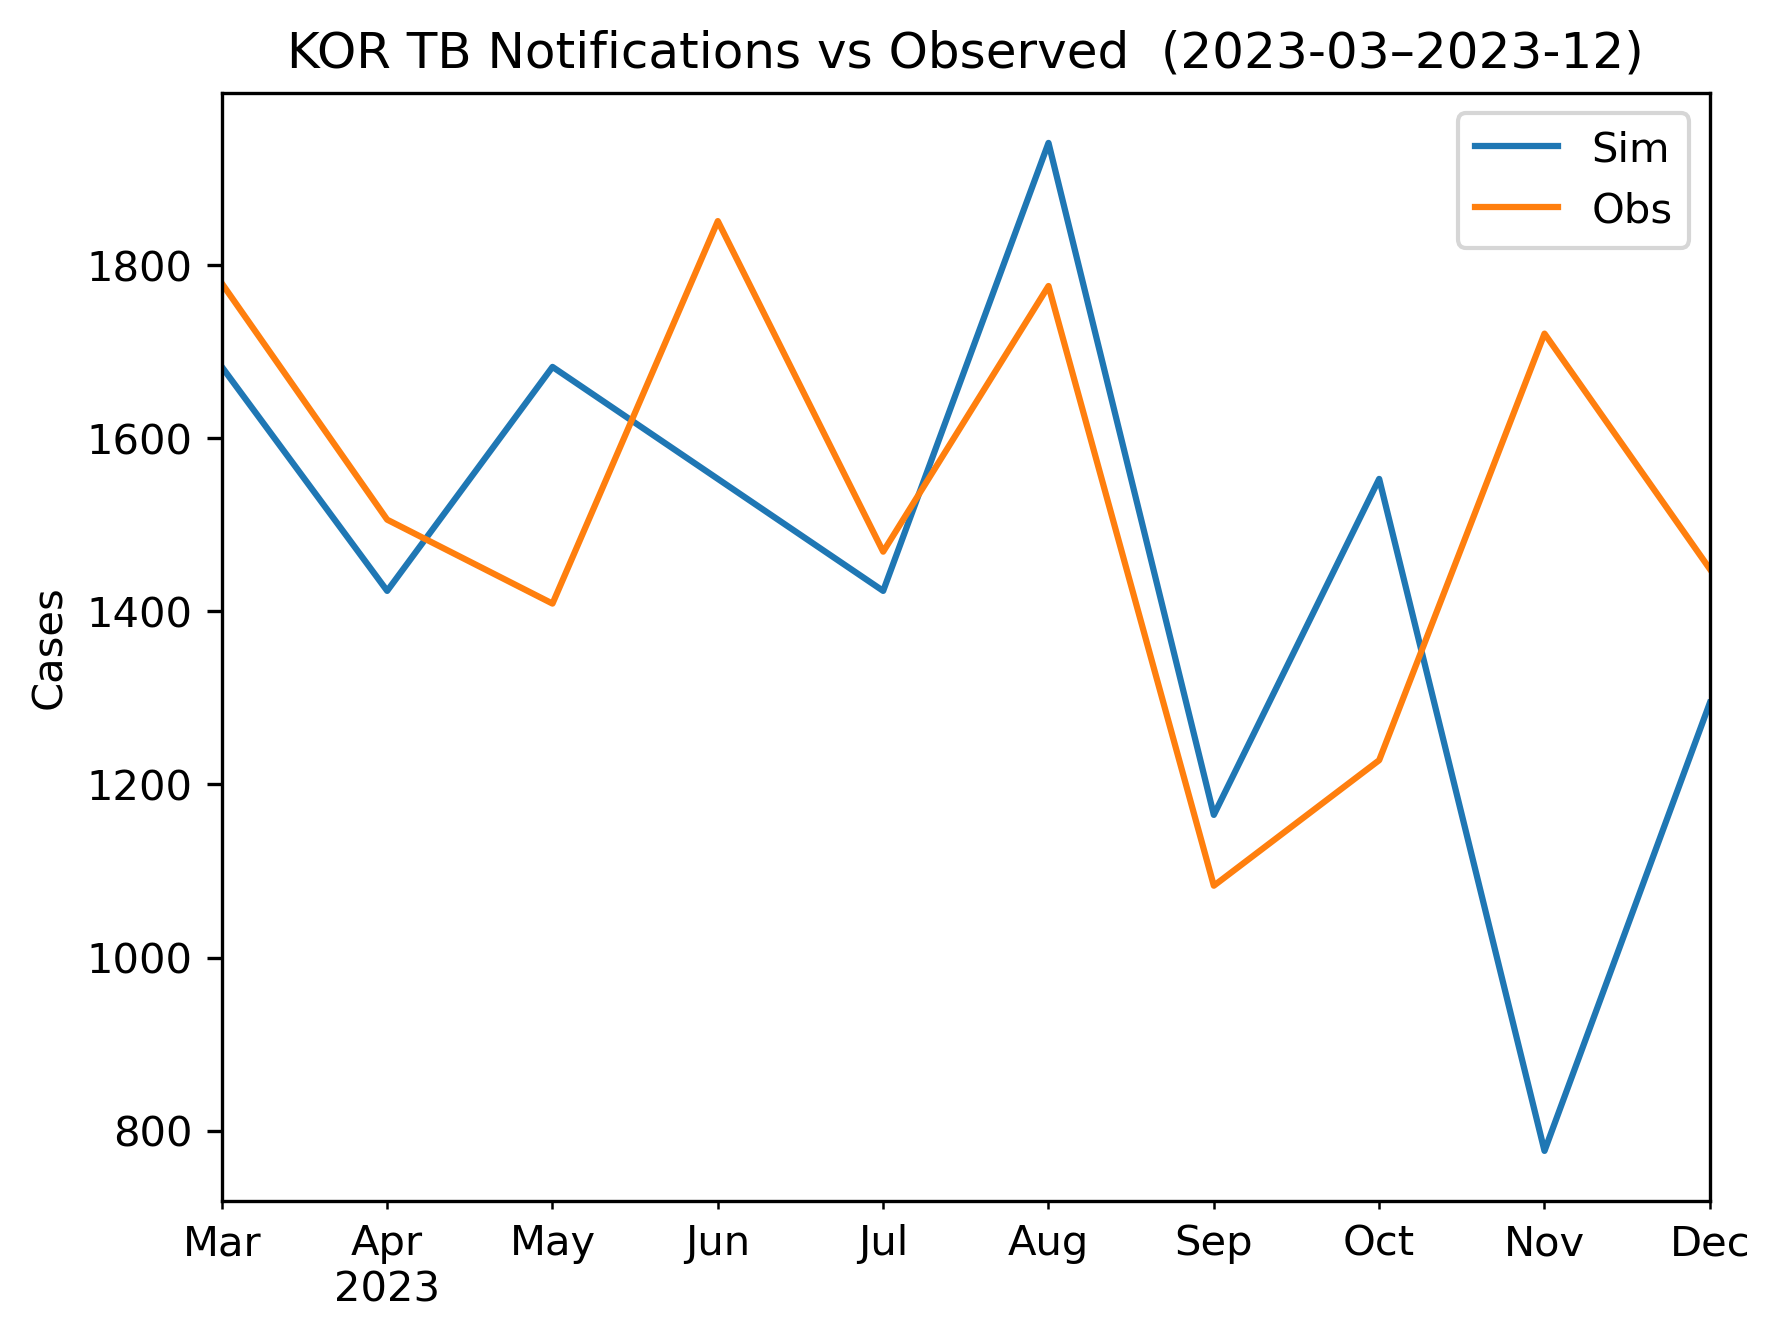 KOR TB Notifications vs Observed  (2023-03–2023-12)
Sim
Obs
Cases
1800
1600
1400
1200
1000
800
Mar Apr May Jun Jul Aug Sep Oct Nov Dec
2023